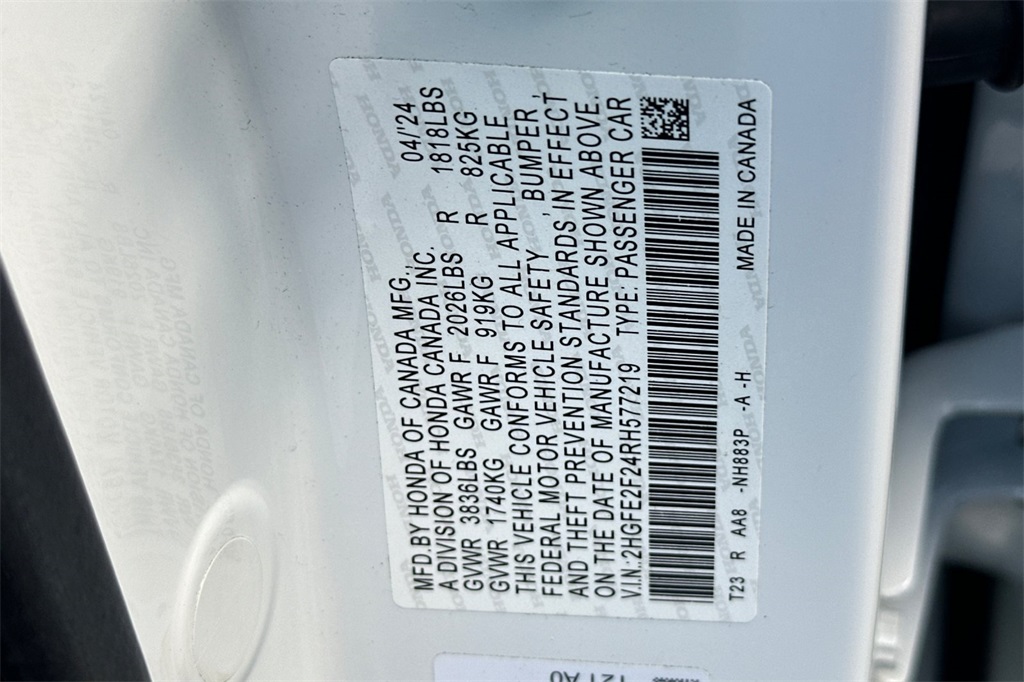 MFD. BY HONDA OF CANADA MFG., 04/'24
A DIVISION OF HONDA CANADA INC.
GVWR 3836LBS GAWR F 2026LBS R 1818LBS
GVWR 1740KG GAWR F 919KG R 825KG
THIS VEHICLE CONFORMS TO ALL APPLICABLE
FEDERAL MOTOR VEHICLE SAFETY , BUMPER ,
AND THEFT PREVENTION STANDARDS IN EFFECT
ON THE DATE OF MANUFACTURE SHOWN ABOVE.
V.I.N: 2HGFE2F24RH577219 TYPE: PASSENGER CAR
T23 R AA8 -NH883P -A -H MADE IN CANADA